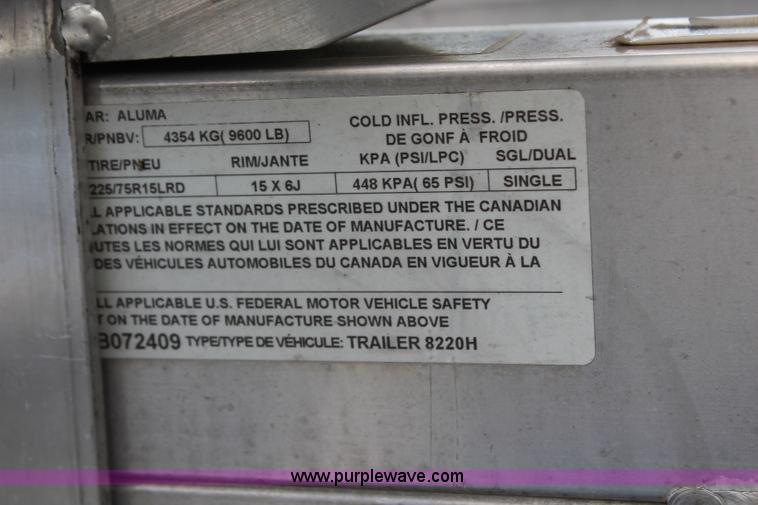 AR: ALUMA
R/PNBV: 4354 KG( 9600 LB)
COLD INFL. PRESS. /PRESS.
DE GONF À FROID
TIRE/PNEU RIM/JANTE KPA (PSI/LPC) SGL/DUAL
225/75R15LRD 15 X 6J 448 KPA( 65 PSI) SINGLE
LL APPLICABLE STANDARDS PRESCRIBED UNDER THE CANADIAN
LATIONS IN EFFECT ON THE DATE OF MANUFACTURE. / CE
UTES LES NORMES QUI LUI SONT APPLICABLES EN VERTU DU
DES VÉHICULES AUTOMOBILES DU CANADA EN VIGUEUR À LA
LL APPLICABLE U.S. FEDERAL MOTOR VEHICLE SAFETY
T ON THE DATE OF MANUFACTURE SHOWN ABOVE
B072409 TYPE/TYPE DE VÉHICULE: TRAILER 8220H
www.purplewave.com